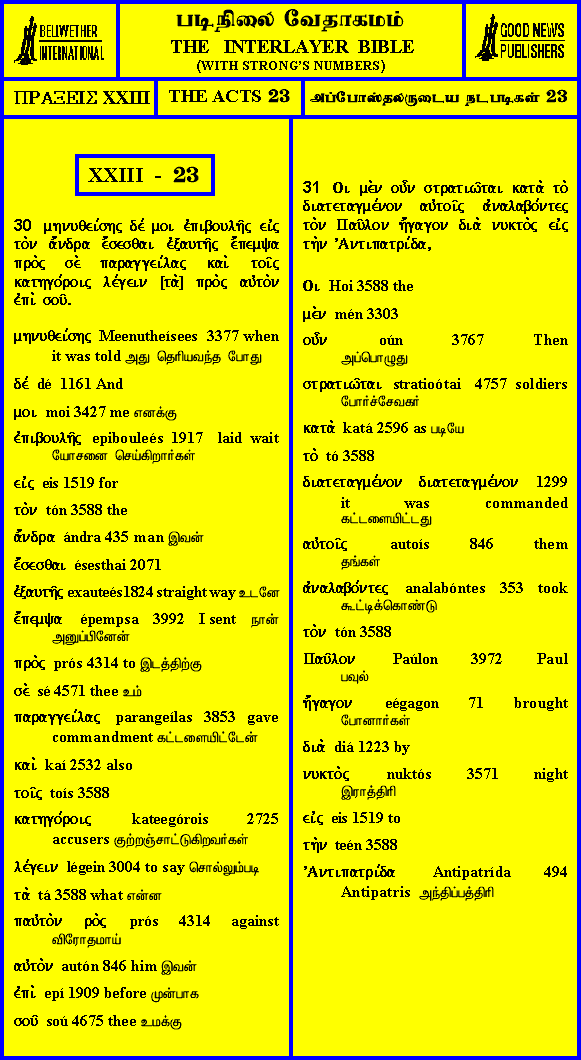 BELLWETHER
INTERNATIONAL
படிநிலை வேதாகமம்
THE INTERLAYER BIBLE
(WITH STRONG'S NUMBERS)
GOOD NEWS
PUBLISHERS
ΠΡΑΞΕΙΣ XXIII
THE ACTS 23
அப்போஸ்தலருடைய நடபடிகள் 23
XXIII - 23
30 μηνυθείσης δέ μοι ἐπιβουλῆς εἰς
τὸν ἄνδρα ἔσεσθαι ἐξαυτῆς ἔπεμψα
πρὸς σὲ παραγγείλας καὶ τοῖς
κατηγόροις λέγειν [τὰ] πρὸς αὐτὸν
ἐπὶ σοῦ.
μηνυθείσης Meenutheísees 3377 when
it was told அது தெரியவந்த போது
δέ dé 1161 And
μοι moi 3427 me எனக்கு
ἐπιβουλῆς epibouleés 1917 laid wait
யோசனை செய்கிறார்கள்
εἰς eis 1519 for
τὸν tón 3588 the
ἄνδρα ándra 435 man இவன்
ἔσεσθαι ésesthai 2071
ἐξαυτῆς exauteés1824 straight way உடனே
ἔπεμψα épempsa 3992 I sent நான்
அனுப்பினேன்
πρὸς prós 4314 to இடத்திற்கு
σὲ sé 4571 thee உம்
παραγγείλας parangeílas 3853 gave
commandment கட்டளையிட்டேன்
καὶ kaí 2532 also
τοῖς toís 3588
κατηγόροις kateegórois 2725
accusers குற்றஞ்சாட்டுகிறவர்கள்
λέγειν légein 3004 to say சொல்லும்படி
τὰ tá 3588 what என்ன
παὐτὸν ρὸς prós 4314 against
விரோதமாய்
αὐτὸν autón 846 him இவன்
ἐπὶ epí 1909 before முன்பாக
σοῦ soú 4675 thee உமக்கு
31 Οι μὲν οὖν στρατιῶται κατὰ τὸ
διατεταγμένον αὐτοῖς ἀναλαβόντες
τὸν Παῦλον ἤγαγον διὰ νυκτὸς εἰς
τὴν Ἀντιπατρίδα,
Οι Hoi 3588 the
μὲν mén 3303
οὖν oún 3767 Then
அப்பொழுது
στρατιῶται stratioótai 4757 soldiers
போர்ச்சேவகர்
κατὰ katá 2596 as படியே
τὸ tó 3588
διατεταγμένον διατεταγμένον 1299
it was commanded
கட்டளையிட்டது
αὐτοῖς autoís 846 them
தங்கள்
ἀναλαβόντες analabóntes 353 took
கூட்டிக்கொண்டு
τὸν tón 3588
Παῦλον Paúlon 3972 Paul
பவுல்
ἤγαγον eégagon 71 brought
போனார்கள்
διὰ diá 1223 by
νυκτὸς nuktós 3571 night
இராத்திரி
εἰς eis 1519 to
τὴν teén 3588
Ἀντιπατρίδα Antipatrída 494
Antipatris அந்திப்பத்திரி